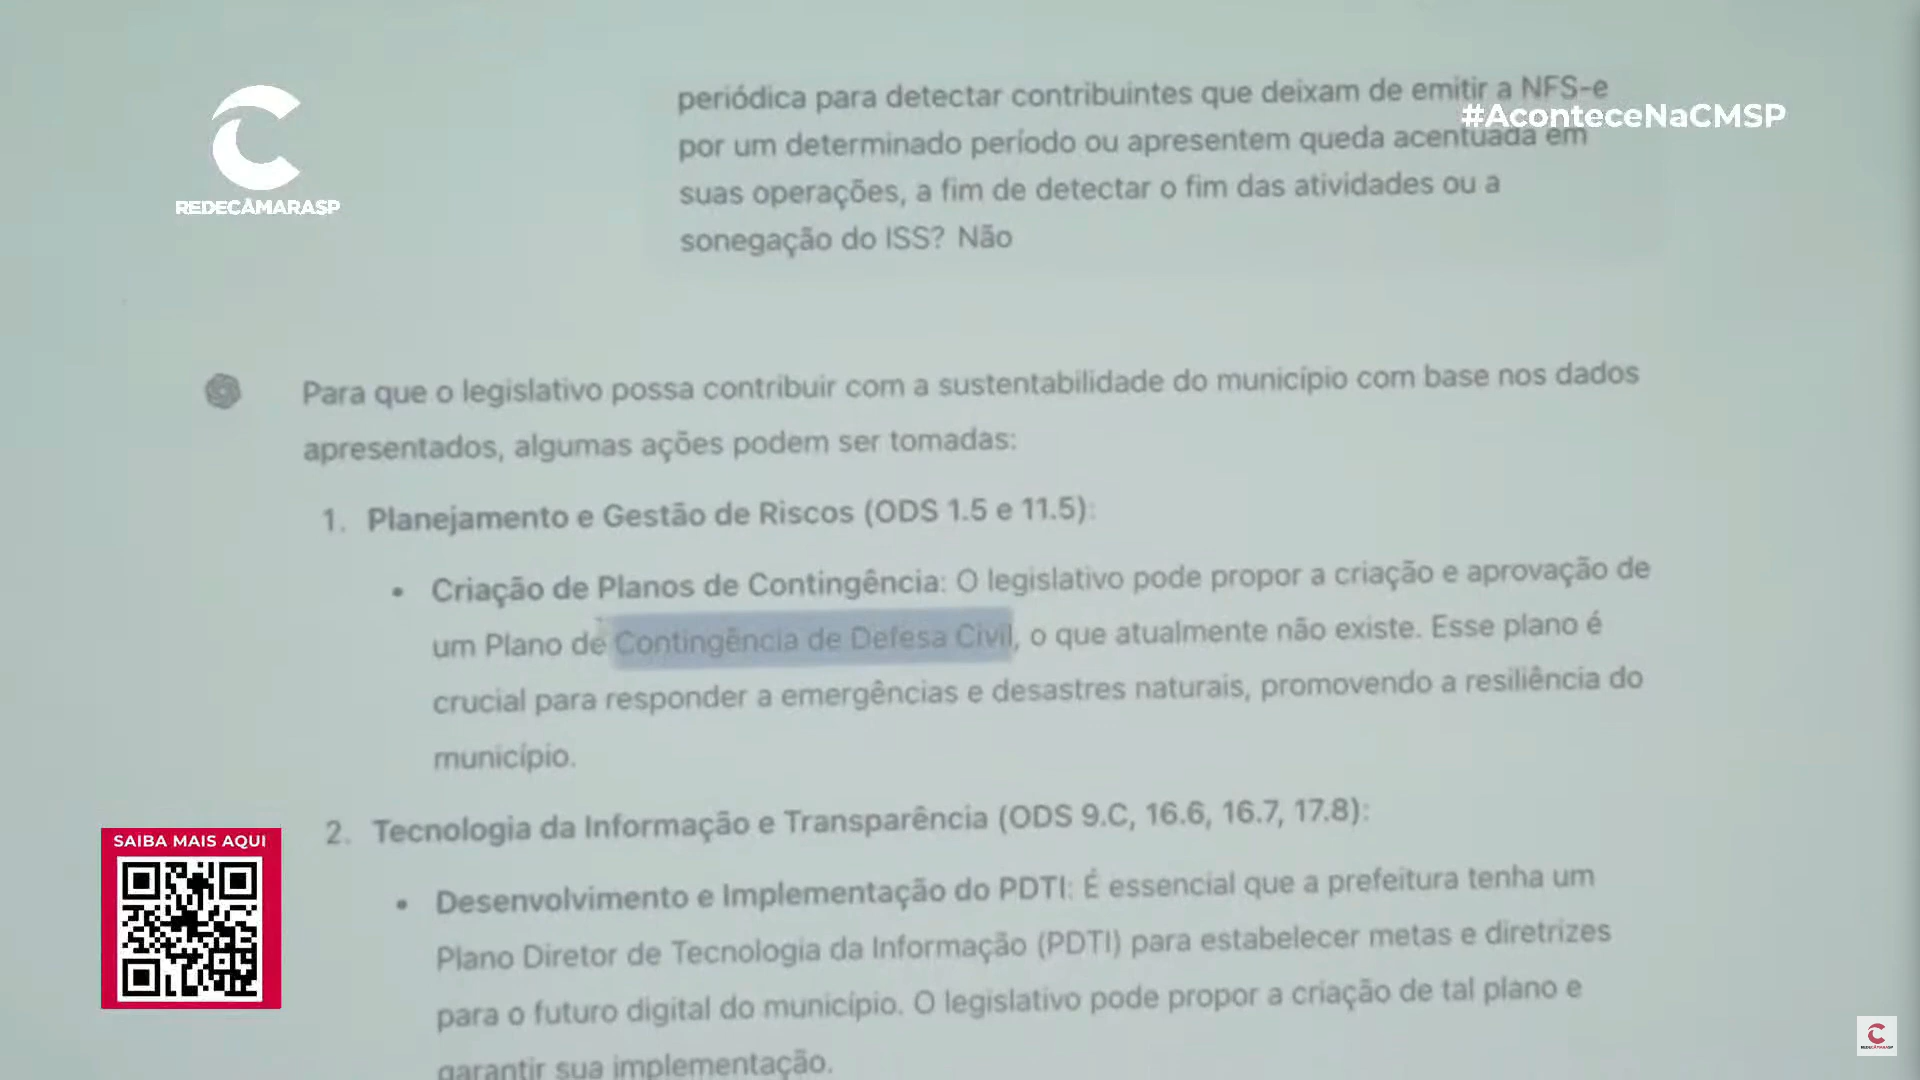 periódica para detectar contribuintes que deixam de emitir a NFS-e
#AconteceNaCMSP
por um determinado período ou apresentem queda acentuada em
suas operações, a fim de detectar o fim das atividades ou a
REDECÂMARASP
sonegação do ISS? Não
Para que o legislativo possa contribuir com a sustentabilidade do município com base nos dados
apresentados, algumas ações podem ser tomadas:
1. Planejamento e Gestão de Riscos (ODS 1.5 e 11.5):
• Criação de Planos de Contingência: O legislativo pode propor a criação e aprovação de
um Plano de Contingência de Defesa Civil, o que atualmente não existe. Esse plano é
crucial para responder a emergências e desastres naturais, promovendo a resiliência do
município.
2. Tecnologia da Informação e Transparência (ODS 9.C, 16.6, 16.7, 17.8):
SAIBA MAIS AQUI
• Desenvolvimento e Implementação do PDTI: É essencial que a prefeitura tenha um
Plano Diretor de Tecnologia da Informação (PDTI) para estabelecer metas e diretrizes
para o futuro digital do município. O legislativo pode propor a criação de tal plano e
garantir sua implementação.
REDECÂMARASP